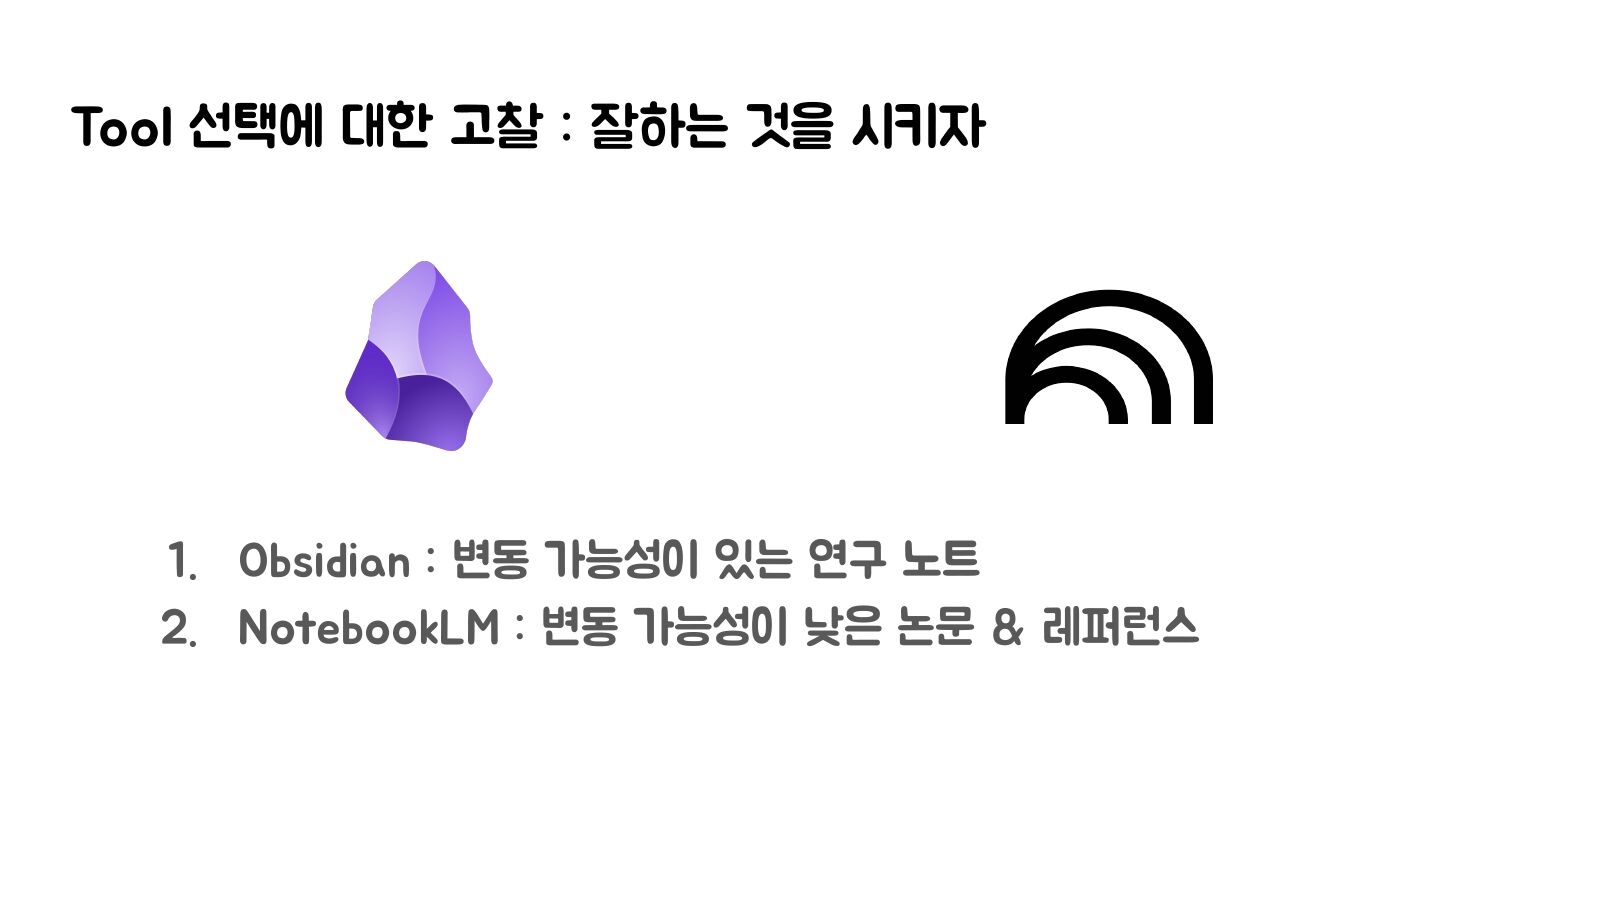 Tool 선택에 대한 고찰 : 잘하는 것을 시키자
1. Obsidian : 변동 가능성이 있는 연구 노트
2. NotebookLM : 변동 가능성이 낮은 논문 & 레퍼런스